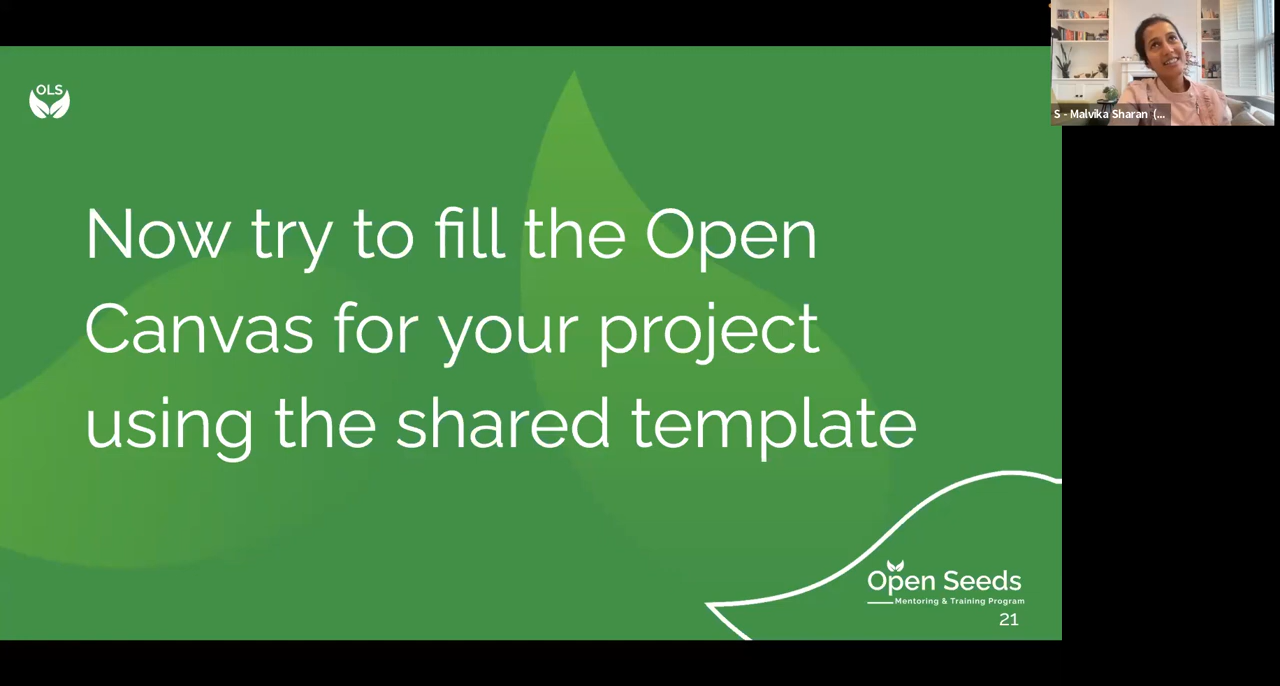 OLS
S - Malvika Sharan (...
Now try to fill the Open
Canvas for your project
using the shared template
Open Seeds
Mentoring & Training Program
21